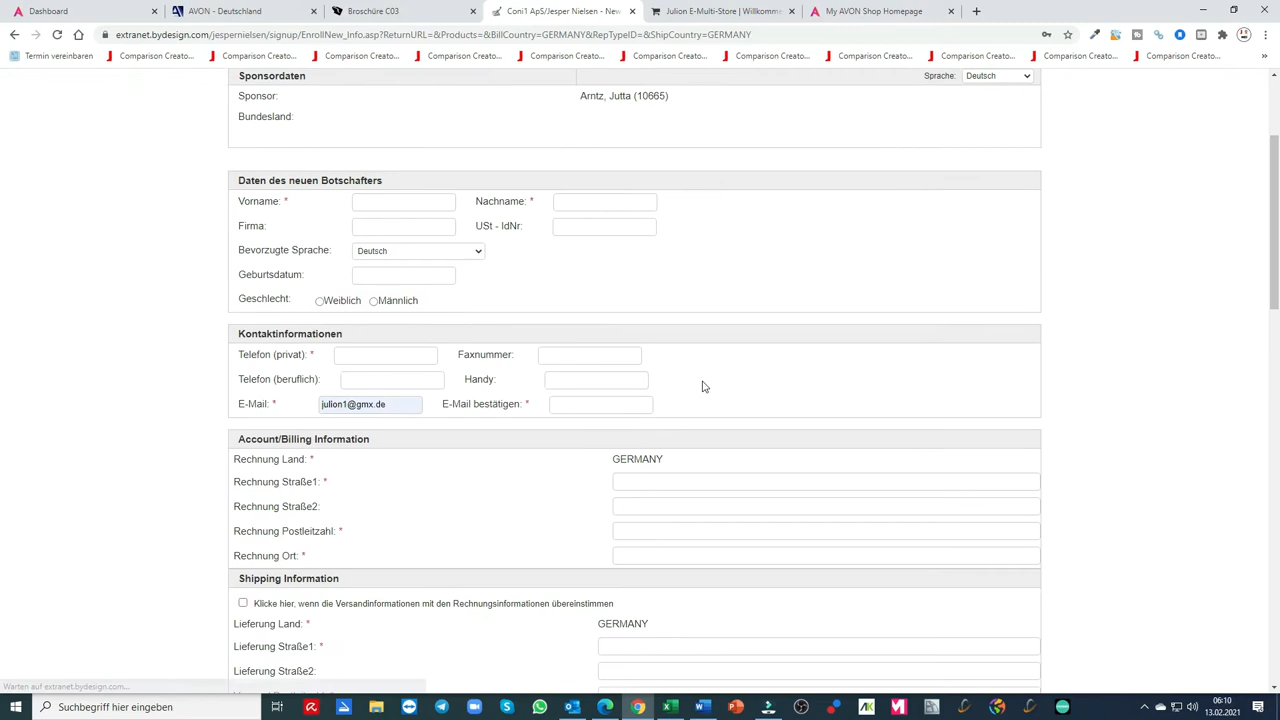 Dashboard
AVON - Deutschland
Broschüre C03
Coni1 ApS/Jesper Nielsen - New
Julion E-Multi-Store | Willkomme
My AVON Shop Homepage
extranet.bydesign.com/jespernielsen/signup/EnrollNew_Info.asp?ReturnURL=&Products=&BillCountry=GERMANY&RepTypeID=&ShipCountry=GERMANY
Termin vereinbaren
Comparison Creato...
Comparison Creato...
Comparison Creato...
Comparison Creato...
Comparison Creato...
Comparison Creato...
Comparison Creato...
Comparison Creato...
Comparison Creato...
Comparison Creato...
Comparison Creato...
Sponsordaten
Sprache: Deutsch
Sponsor: Arntz, Jutta (10665)
Bundesland:
Daten des neuen Botschafters
Vorname: * Nachname: *
Firma: USt - IdNr:
Bevorzugte Sprache: Deutsch
Geburtsdatum:
Geschlecht: Weiblich Männlich
Kontaktinformationen
Telefon (privat): * Faxnummer:
Telefon (beruflich): Handy:
E-Mail: * julion1@gmx.de E-Mail bestätigen: *
Account/Billing Information
Rechnung Land: * GERMANY
Rechnung Straße1: *
Rechnung Straße2:
Rechnung Postleitzahl: *
Rechnung Ort: *
Shipping Information
Klicke hier, wenn die Versandinformationen mit den Rechnungsinformationen übereinstimmen
Lieferung Land: * GERMANY
Lieferung Straße1: *
Lieferung Straße2:
Warten auf extranet.bydesign.com...
Suchbegriff hier eingeben
06:10
13.02.2021